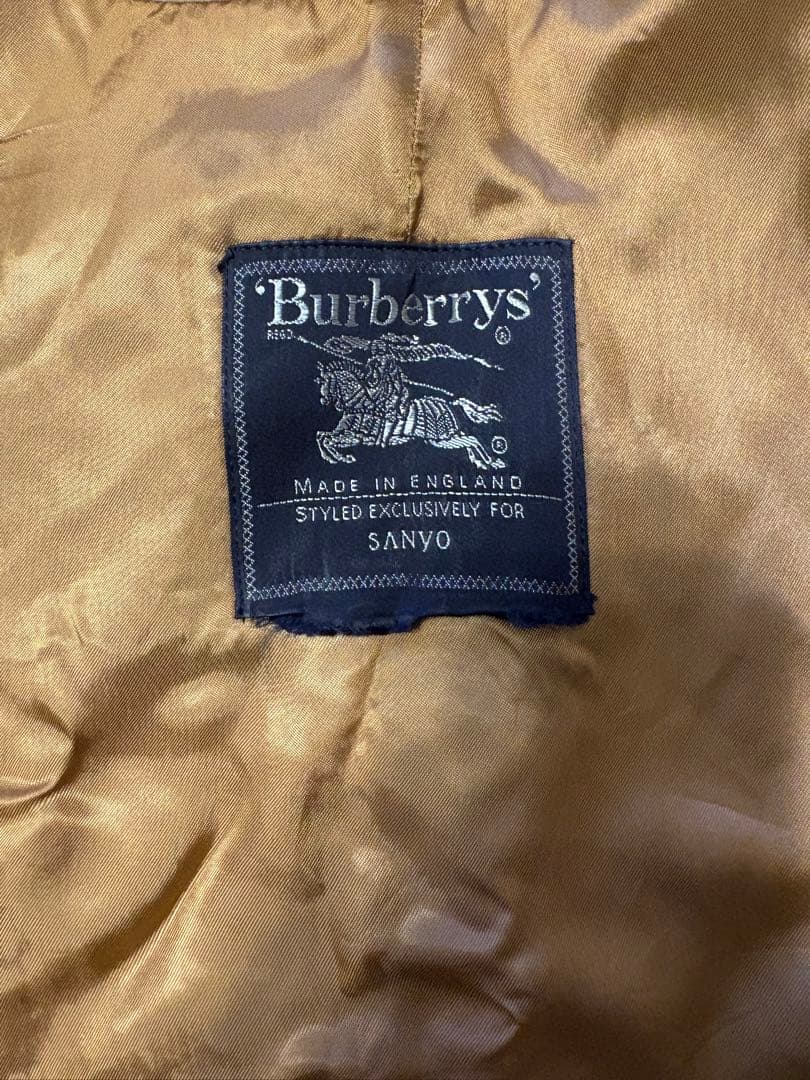 'Burberrys'
REGD. ®
®
MADE IN ENGLAND
STYLED EXCLUSIVELY FOR
SANYO